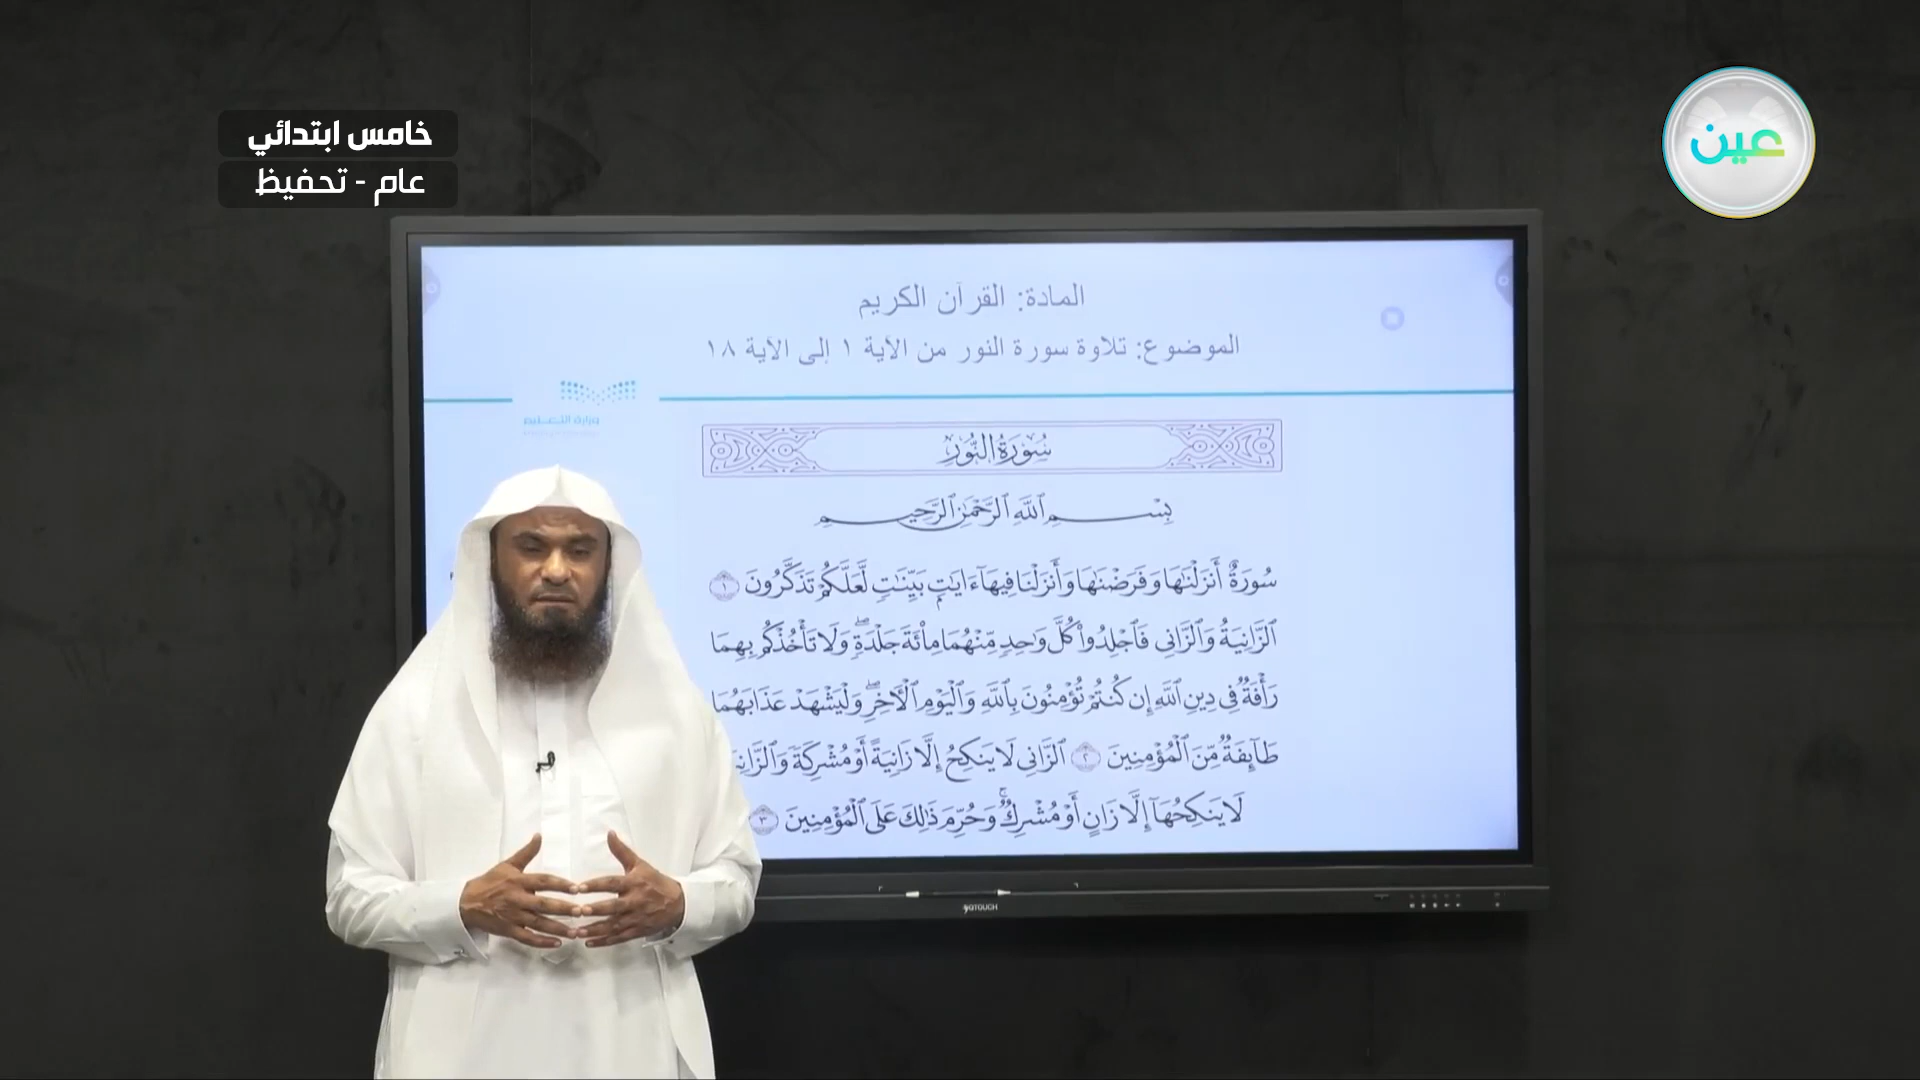 خامس ابتدائي
عام - تحفيظ
عين
المادة: القرآن الكريم
الموضوع: تلاوة سورة النور من الآية ١ إلى الآية ١٨
وزارة التعليم
سُورَةُ النُّورِ
بِسْمِ ٱللَّهِ ٱلرَّحْمَٰنِ ٱلرَّحِيمِ
سُورَةٌ أَنزَلْنَٰهَا وَفَرَضْنَٰهَا وَأَنزَلْنَا فِيهَآ ءَايَٰتِۭ بَيِّنَٰتٖ لَّعَلَّكُمْ تَذَكَّرُونَ ١
ٱلزَّانِيَةُ وَٱلزَّانِي فَٱجْلِدُوا۟ كُلَّ وَٰحِدٖ مِّنْهُمَا مِا۟ئَةَ جَلْدَةٖۖ وَلَا تَأْخُذْكُم بِهِمَا
رَأْفَةٞ فِي دِينِ ٱللَّهِ إِن كُنتُمْ تُؤْمِنُونَ بِٱللَّهِ وَٱلْيَوْمِ ٱلْأٓخِرِۖ وَلْيَشْهَدْ عَذَابَهُمَا
طَآئِفَةٞ مِّنَ ٱلْمُؤْمِنِينَ ٢ ٱلزَّانِي لَا يَنكِحُ إِلَّا زَانِيَةً أَوْ مُشْرِكَةٗ وَٱلزَّانِيَ
لَا يَنكِحُهَآ إِلَّا زَانٍ أَوْ مُشْرِكٞۚ وَحُرِّمَ ذَٰلِكَ عَلَى ٱلْمُؤْمِنِينَ ٣
QTOUCH